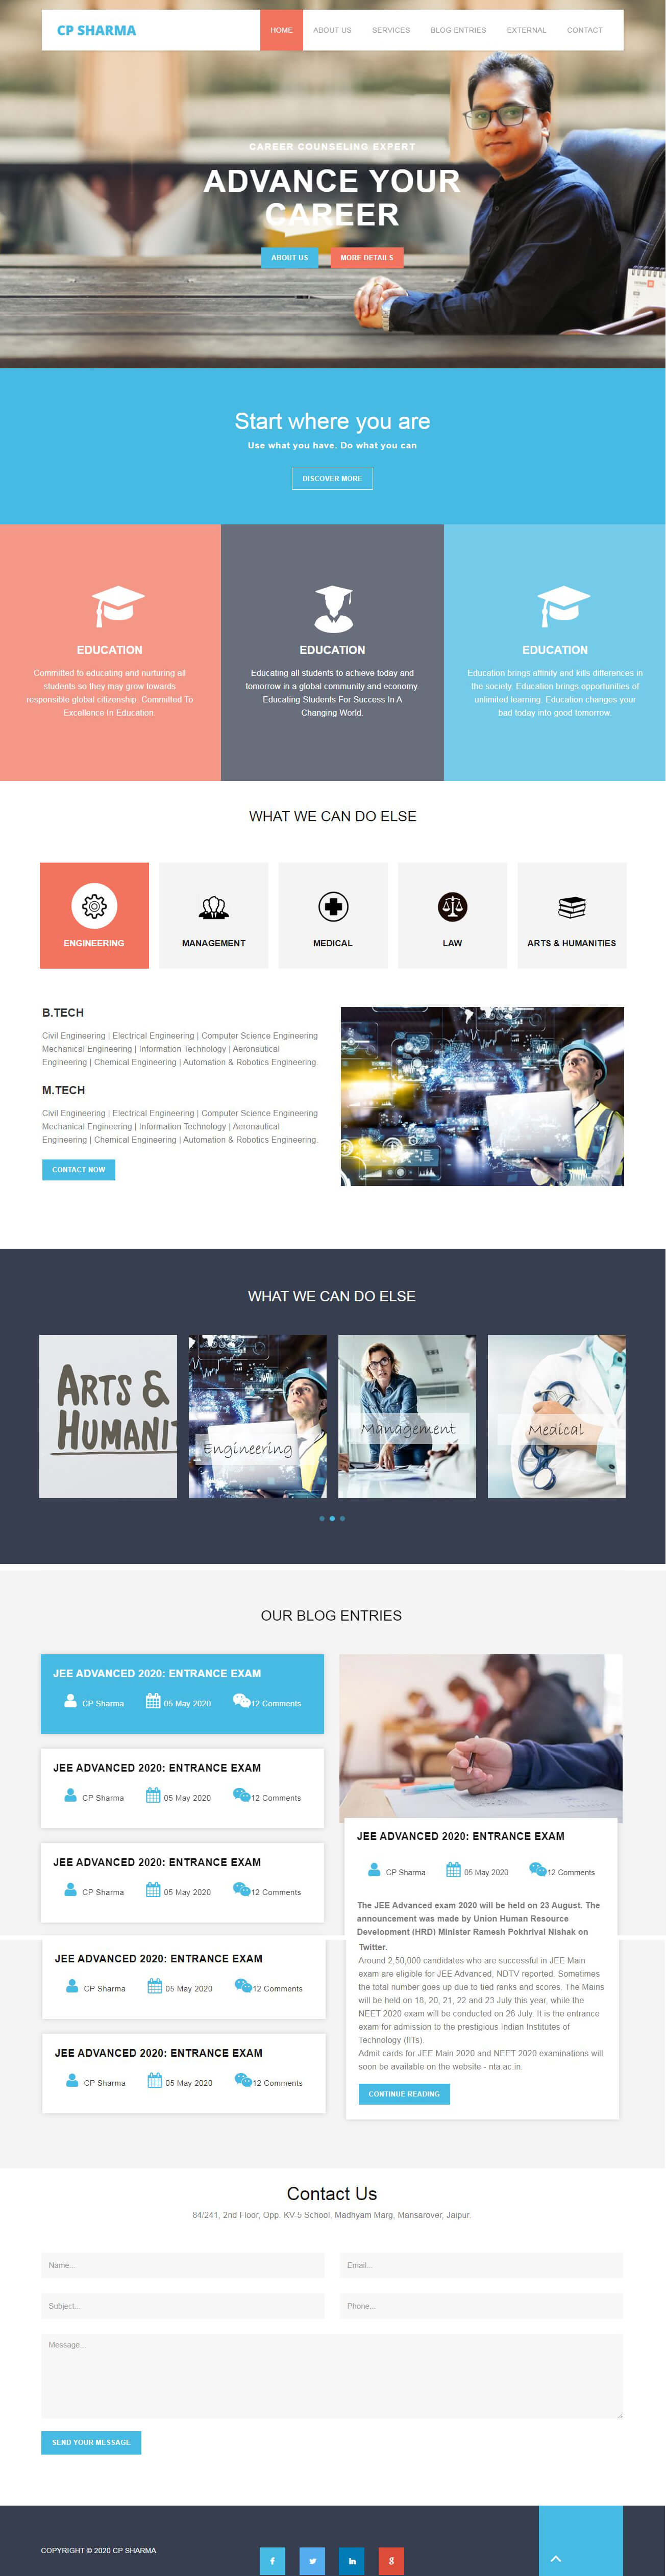 CP SHARMA
HOME ABOUT US SERVICES BLOG ENTRIES EXTERNAL CONTACT
CAREER COUNSELING EXPERT
ADVANCE YOUR
CAREER
ABOUT US MORE DETAILS
Start where you are
Use what you have. Do what you can
DISCOVER MORE
EDUCATION
Committed to educating and nurturing all
students so they may grow towards
responsible global citizenship. Committed To
Excellence In Education.
EDUCATION
Educating all students to achieve today and
tomorrow in a global community and economy.
Educating Students For Success In A
Changing World.
EDUCATION
Education brings affinity and kills differences in
the society. Education brings opportunities of
unlimited learning. Education changes your
bad today into good tomorrow.
WHAT WE CAN DO ELSE
ENGINEERING
MANAGEMENT
MEDICAL
LAW
ARTS & HUMANITIES
B.TECH
Civil Engineering | Electrical Engineering | Computer Science Engineering
Mechanical Engineering | Information Technology | Aeronautical
Engineering | Chemical Engineering | Automation & Robotics Engineering.
M.TECH
Civil Engineering | Electrical Engineering | Computer Science Engineering
Mechanical Engineering | Information Technology | Aeronautical
Engineering | Chemical Engineering | Automation & Robotics Engineering.
CONTACT NOW
WHAT WE CAN DO ELSE
ARTS &
HUMANIT
Engineering
Management
Medical
OUR BLOG ENTRIES
JEE ADVANCED 2020: ENTRANCE EXAM
CP Sharma 05 May 2020 12 Comments
JEE ADVANCED 2020: ENTRANCE EXAM
CP Sharma 05 May 2020 12 Comments
JEE ADVANCED 2020: ENTRANCE EXAM
CP Sharma 05 May 2020 12 Comments
JEE ADVANCED 2020: ENTRANCE EXAM
CP Sharma 05 May 2020 12 Comments
JEE ADVANCED 2020: ENTRANCE EXAM
CP Sharma 05 May 2020 12 Comments
JEE ADVANCED 2020: ENTRANCE EXAM
CP Sharma 05 May 2020 12 Comments
The JEE Advanced exam 2020 will be held on 23 August. The
announcement was made by Union Human Resource
Development (HRD) Minister Ramesh Pokhriyal Nishak on
Twitter.
Around 2,50,000 candidates who are successful in JEE Main
exam are eligible for JEE Advanced, NDTV reported. Sometimes
the total number goes up due to tied ranks and scores. The Mains
will be held on 18, 20, 21, 22 and 23 July this year, while the
NEET 2020 exam will be conducted on 26 July. It is the entrance
exam for admission to the prestigious Indian Institutes of
Technology (IITs).
Admit cards for JEE Main 2020 and NEET 2020 examinations will
soon be available on the website - nta.ac.in.
CONTINUE READING
Contact Us
84/241, 2nd Floor, Opp. KV-5 School, Madhyam Marg, Mansarover, Jaipur.
Name...
Email...
Subject...
Phone...
Message...
SEND YOUR MESSAGE
COPYRIGHT © 2020 CP SHARMA